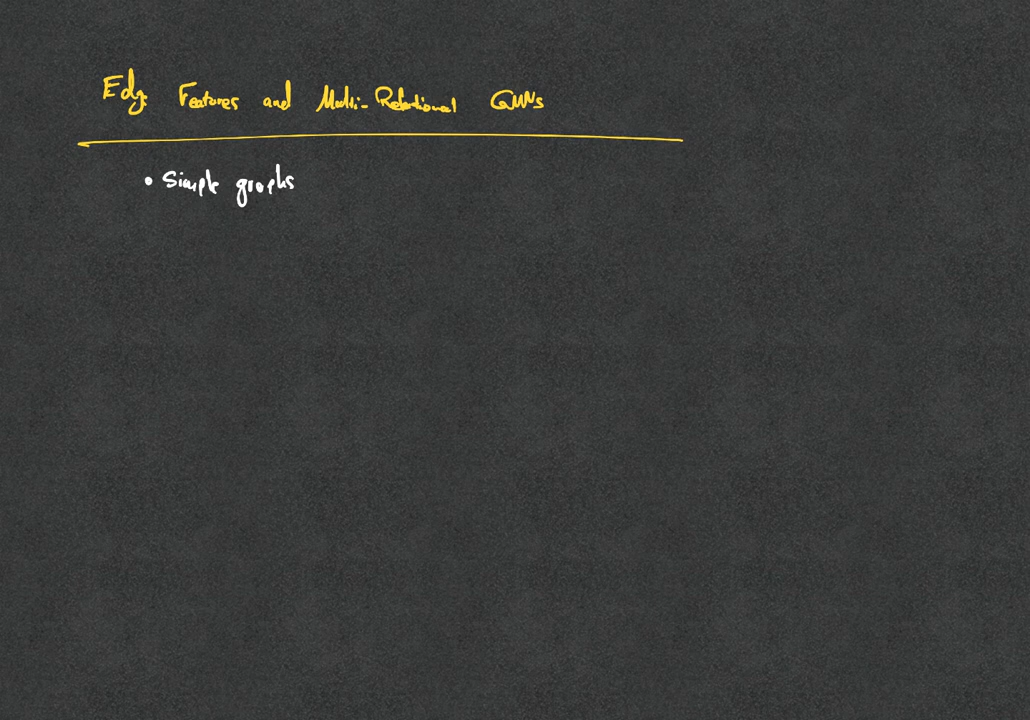 Edge Features and Multi-Relational GNNs
• Simple graphs